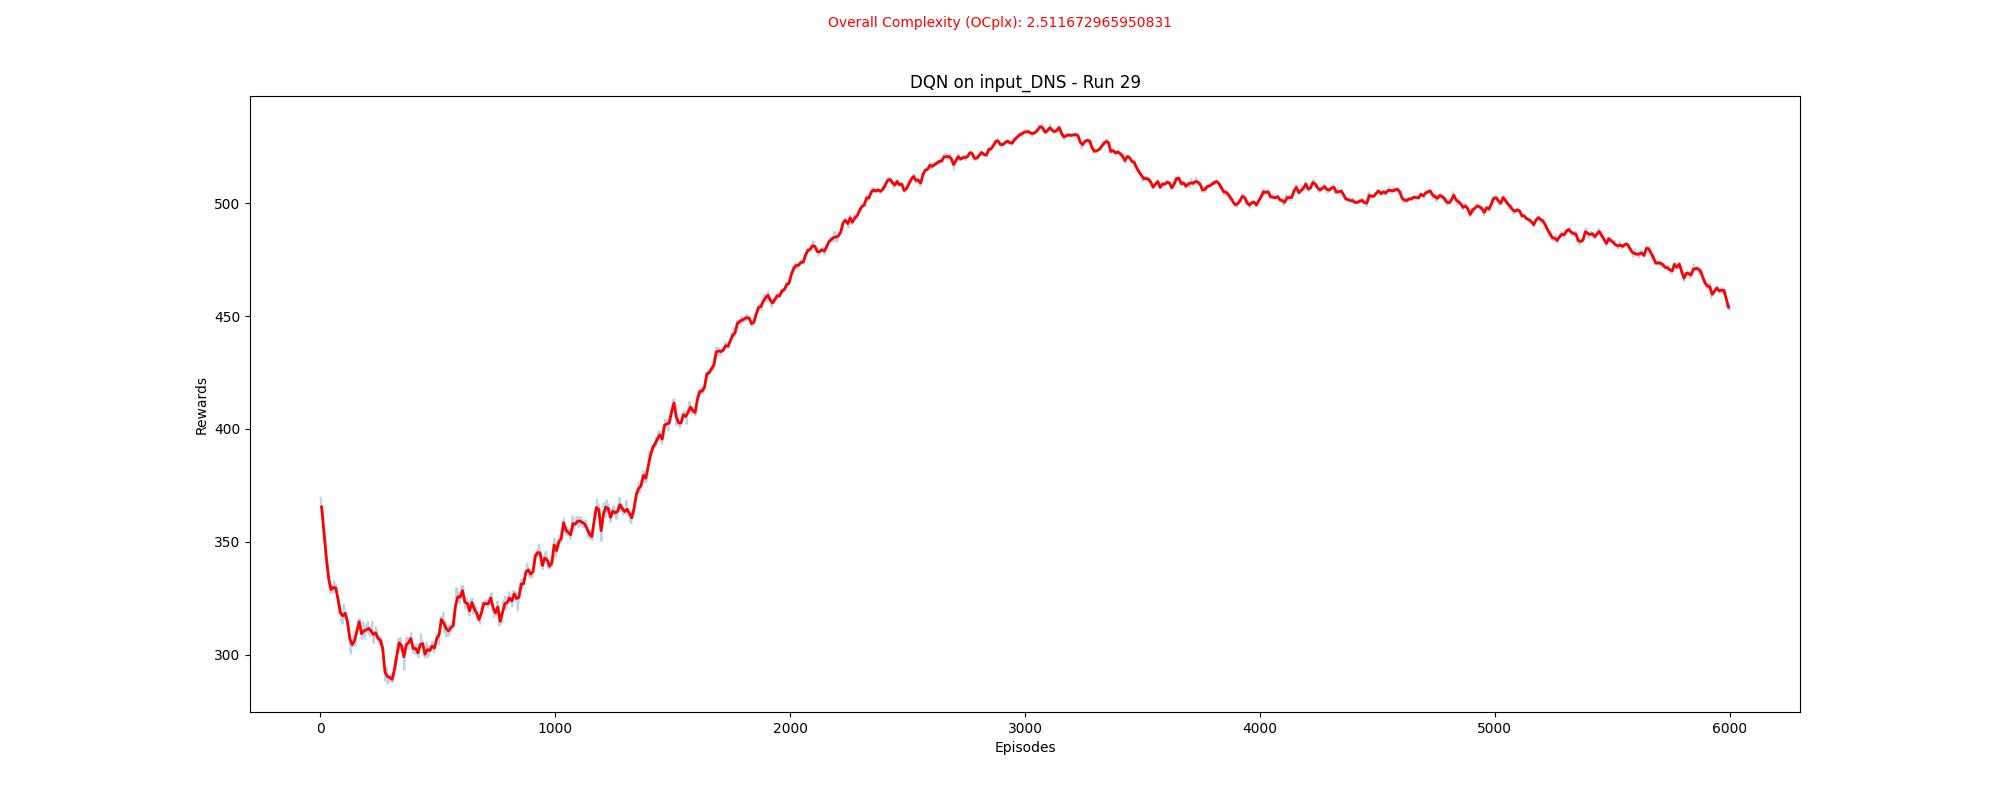 Overall Complexity (OCplx): 2.511672965950831
DQN on input_DNS - Run 29
Rewards
500
450
400
350
300
0 1000 2000 3000 4000 5000 6000
Episodes